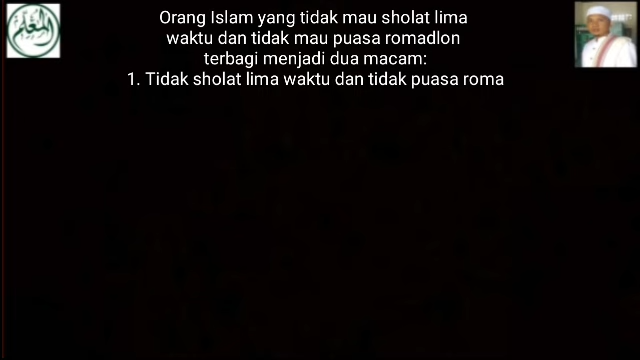 المعلم
Orang Islam yang tidak mau sholat lima
waktu dan tidak mau puasa romadlon
terbagi menjadi dua macam:
1. Tidak sholat lima waktu dan tidak puasa roma